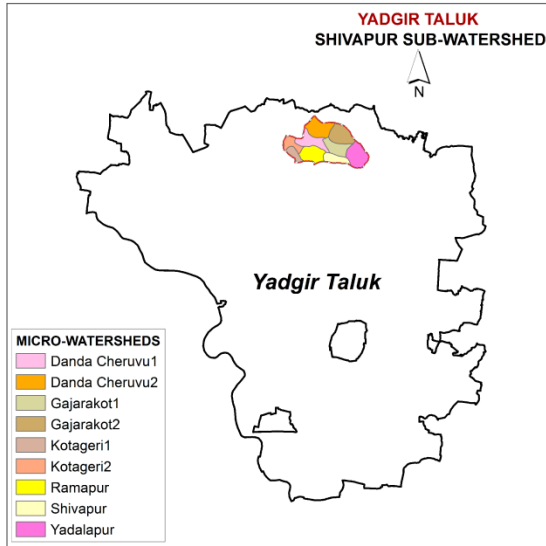 YADGIR TALUK
SHIVAPUR SUB-WATERSHED
N
Yadgir Taluk
MICRO-WATERSHEDS
Danda Cheruvu1
Danda Cheruvu2
Gajarakot1
Gajarakot2
Kotageri1
Kotageri2
Ramapur
Shivapur
Yadalapur